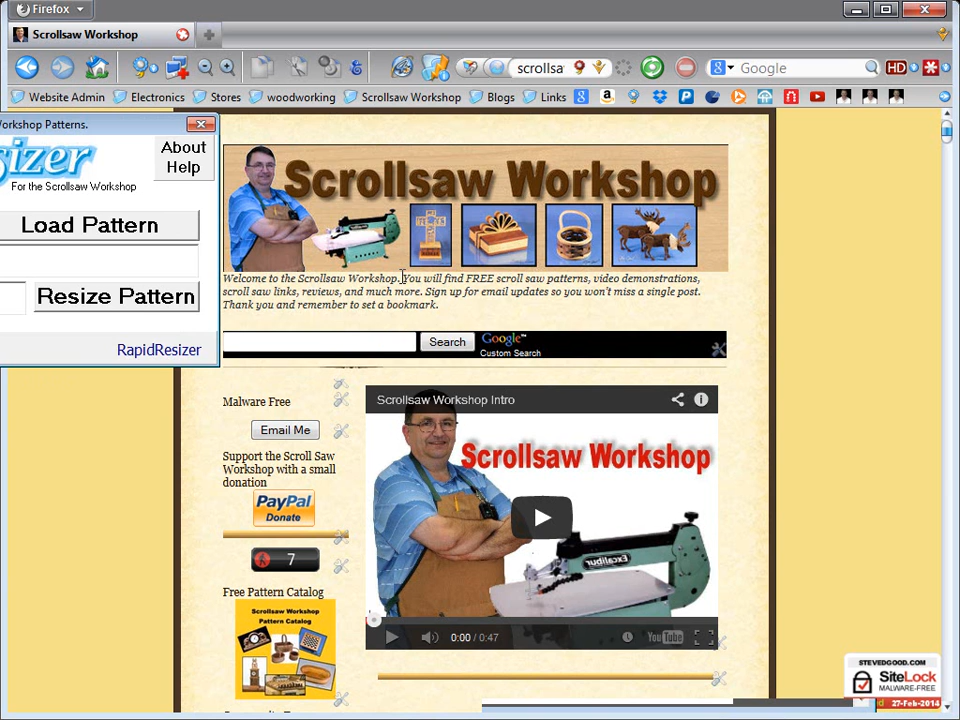 Firefox
Scrollsaw Workshop
scrollsa
Google
HD
Website Admin
Electronics
Stores
woodworking
Scrollsaw Workshop
Blogs
Links
orkshop Patterns.
sizer
For the Scrollsaw Workshop
About
Help
Load Pattern
Resize Pattern
RapidResizer
Scrollsaw Workshop
Welcome to the Scrollsaw Workshop. You will find FREE scroll saw patterns, video demonstrations,
scroll saw links, reviews, and much more. Sign up for email updates so you won't miss a single post.
Thank you and remember to set a bookmark.
Search
Google™
Custom Search
Malware Free
Email Me
Support the Scroll Saw
Workshop with a small
donation
PayPal
Donate
7
Free Pattern Catalog
Scrollsaw Workshop
Pattern Catalog
Scrollsaw Workshop Intro
Scrollsaw Workshop
Excalibur
0:00 / 0:47
YouTube
STEVEDGOOD.COM
SiteLock
MALWARE-FREE
27-Feb-2014